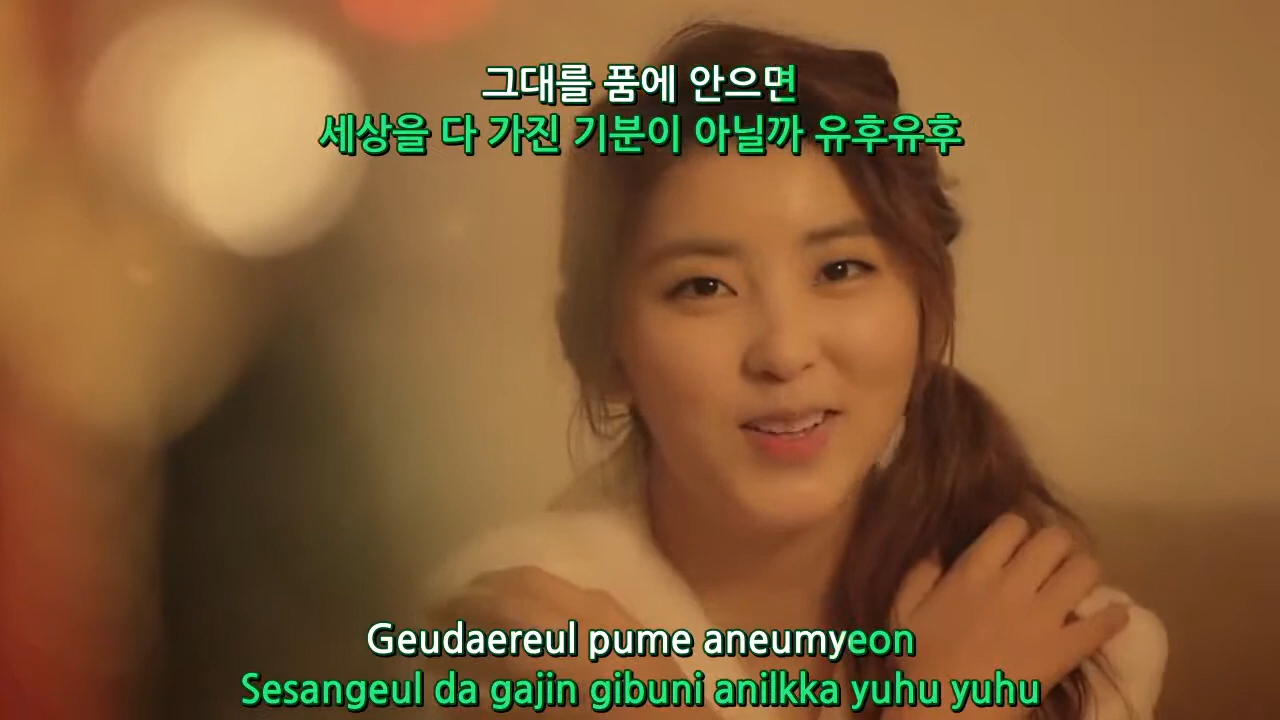 그대를 품에 안으면
세상을 다 가진 기분이 아닐까 유후유후
Geudaereul pume aneumyeon
Sesangeul da gajin gibuni anilkka yuhu yuhu